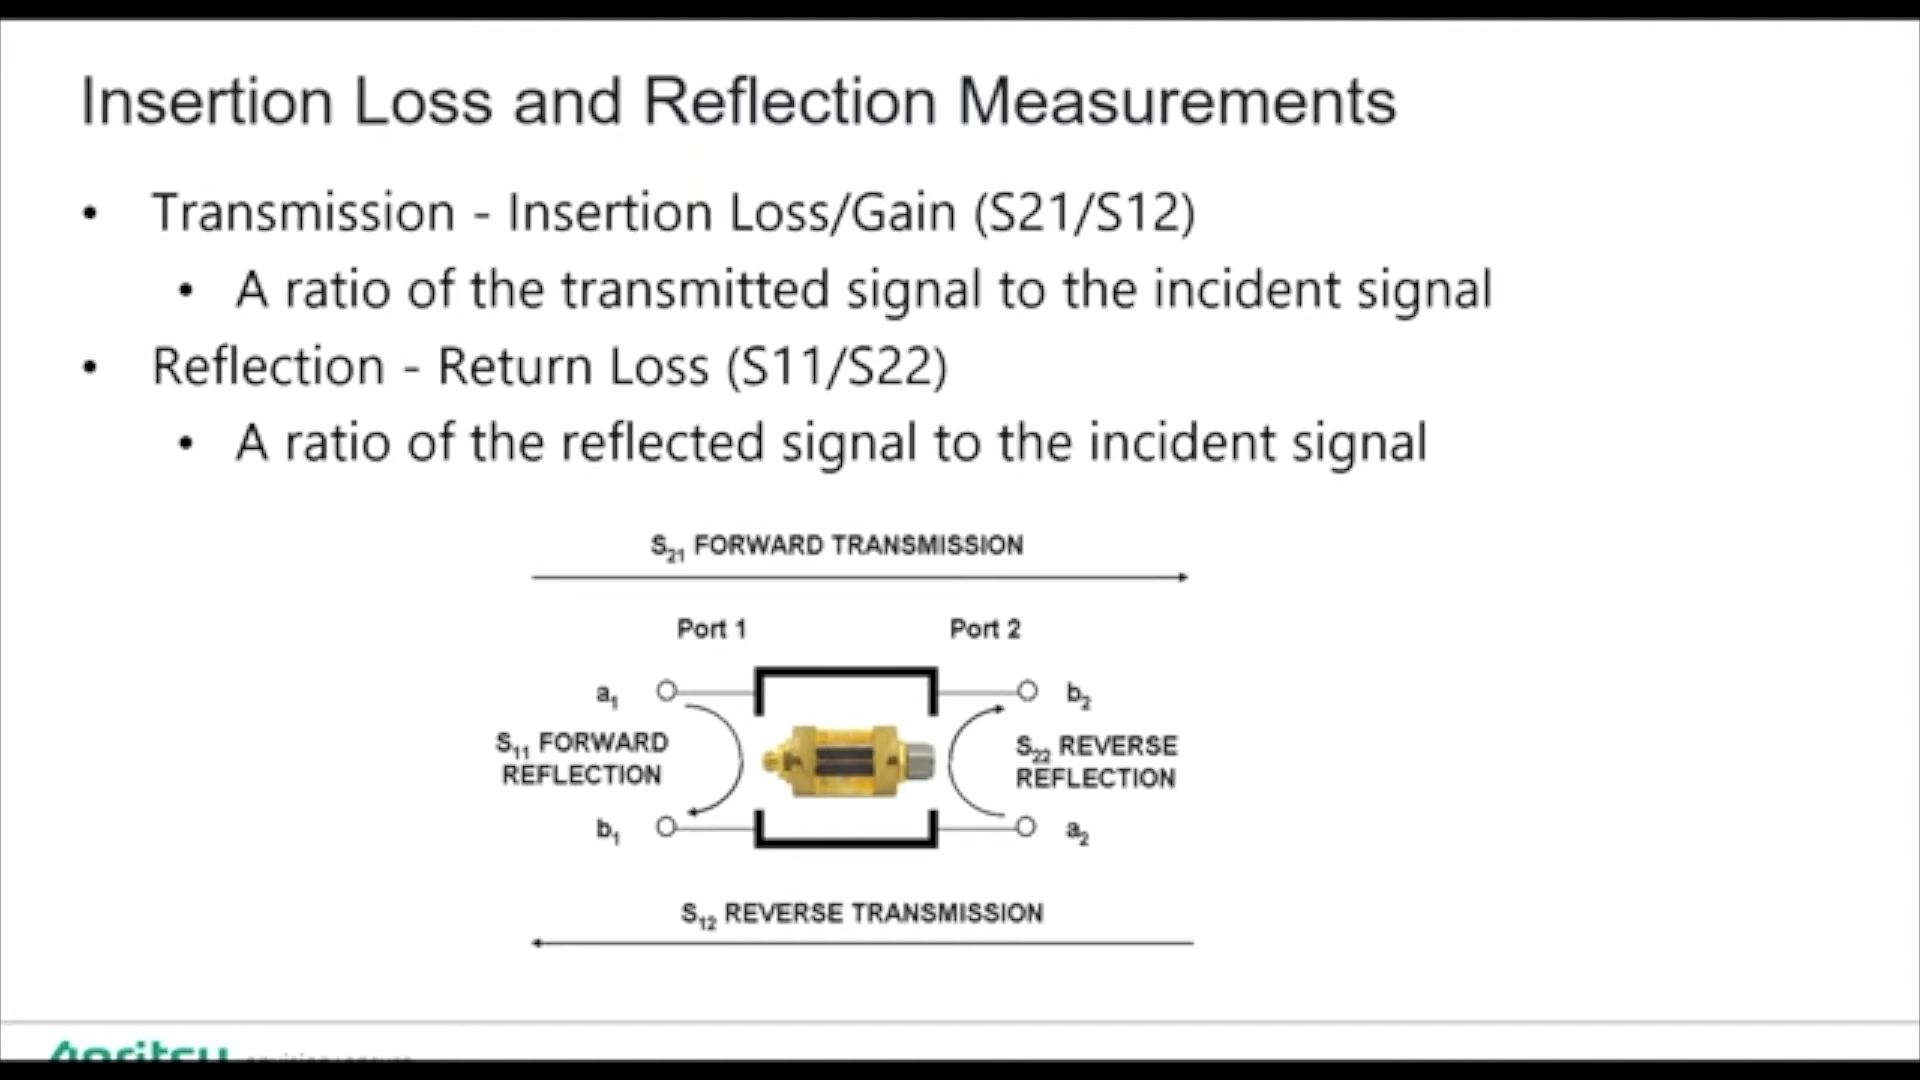 Insertion Loss and Reflection Measurements
• Transmission - Insertion Loss/Gain (S21/S12)
• A ratio of the transmitted signal to the incident signal
• Reflection - Return Loss (S11/S22)
• A ratio of the reflected signal to the incident signal
S21 FORWARD TRANSMISSION
Port 1
Port 2
a1
b2
S11 FORWARD
REFLECTION
S22 REVERSE
REFLECTION
b1
a2
S12 REVERSE TRANSMISSION
Anritsu